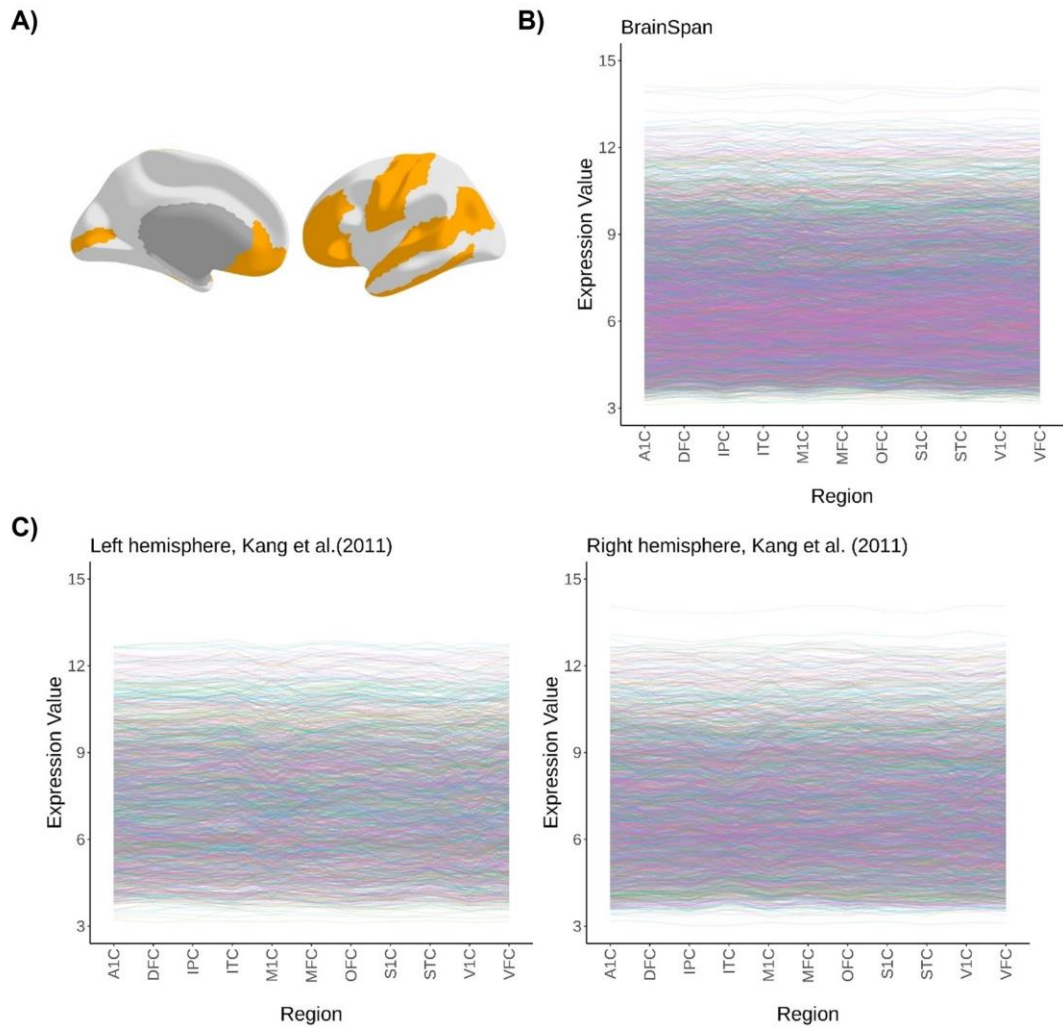 A)
B)
BrainSpan
Expression Value
15
12
9
6
3
A1C DFC IPC ITC M1C MFC OFC S1C STC V1C VFC
Region
C)
Left hemisphere, Kang et al.(2011)
Expression Value
15
12
9
6
3
A1C DFC IPC ITC M1C MFC OFC S1C STC V1C VFC
Region
Right hemisphere, Kang et al. (2011)
Expression Value
15
12
9
6
3
A1C DFC IPC ITC M1C MFC OFC S1C STC V1C VFC
Region